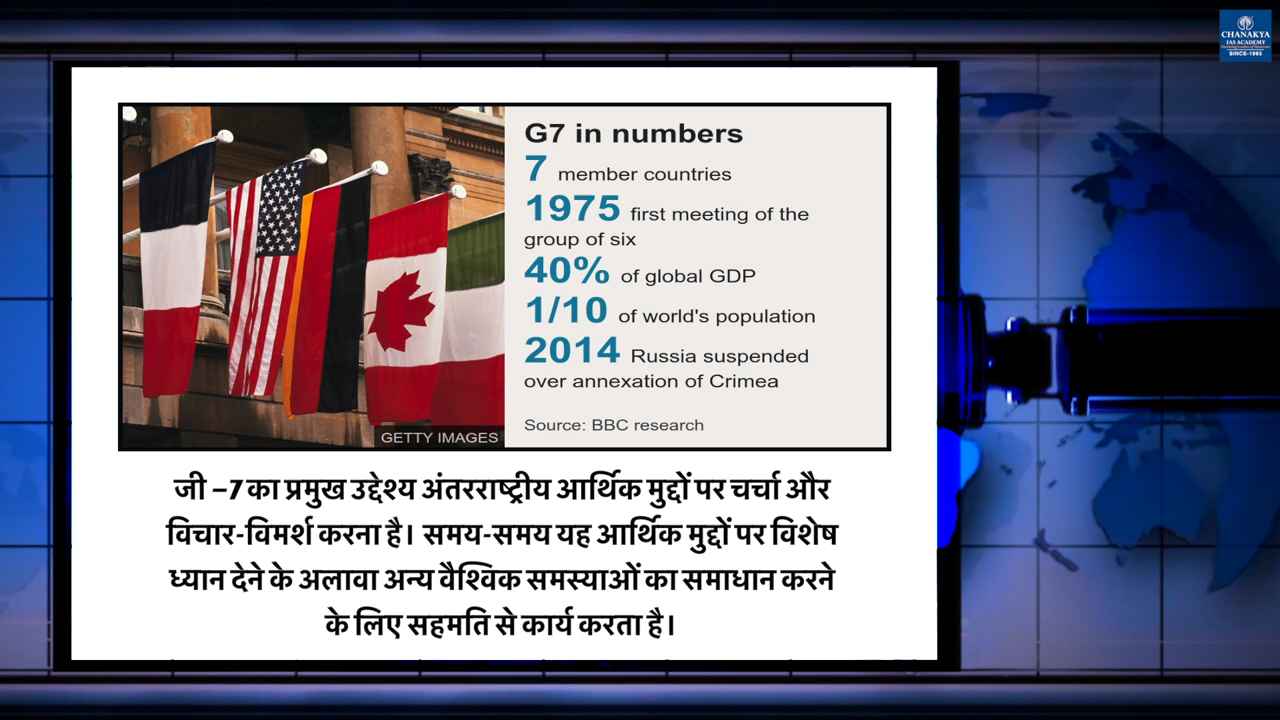 CHANAKYA
IAS ACADEMY
SINCE-1993
G7 in numbers
7 member countries
1975 first meeting of the
group of six
40% of global GDP
1/10 of world's population
2014 Russia suspended
over annexation of Crimea
Source: BBC research
GETTY IMAGES
जी –7 का प्रमुख उद्देश्य अंतरराष्ट्रीय आर्थिक मुद्दों पर चर्चा और
विचार-विमर्श करना है। समय-समय यह आर्थिक मुद्दों पर विशेष
ध्यान देने के अलावा अन्य वैश्विक समस्याओं का समाधान करने
के लिए सहमति से कार्य करता है।